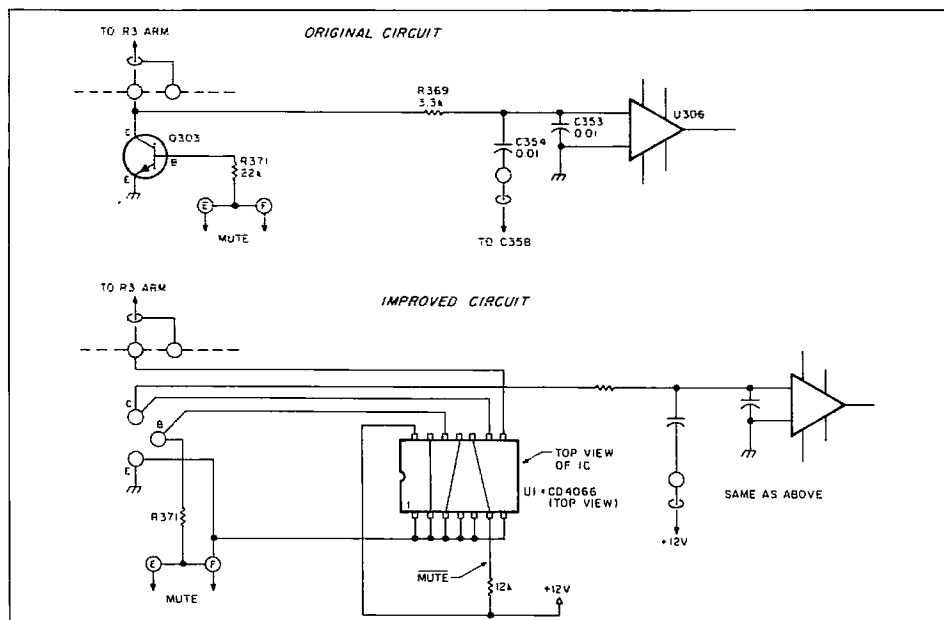 ORIGINAL CIRCUIT
TO R3 ARM
E
Q303
B
E
R371
22k
E
F
MUTE
R369
3.3k
C354
0.01
C353
0.01
U306
TO C358
IMPROVED CIRCUIT
TO R3 ARM
C
B
E
R371
E
F
MUTE
1
TOP VIEW
OF IC
U1 = CD4066
(TOP VIEW)
MUTE
12k
+12V
SAME AS ABOVE
+12V